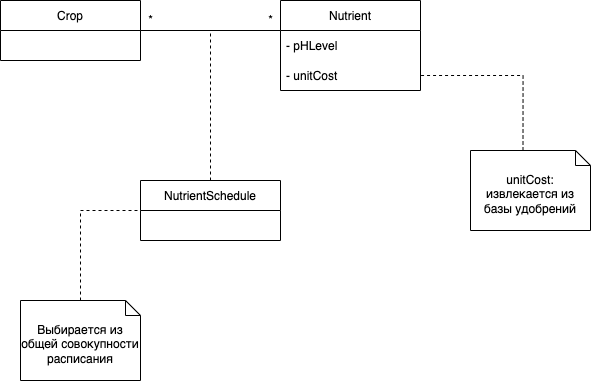 Crop
*
*
Nutrient
- pHLevel
- unitCost
unitCost:
извлекается из
базы удобрений
NutrientSchedule
Выбирается из
общей совокупности
расписания